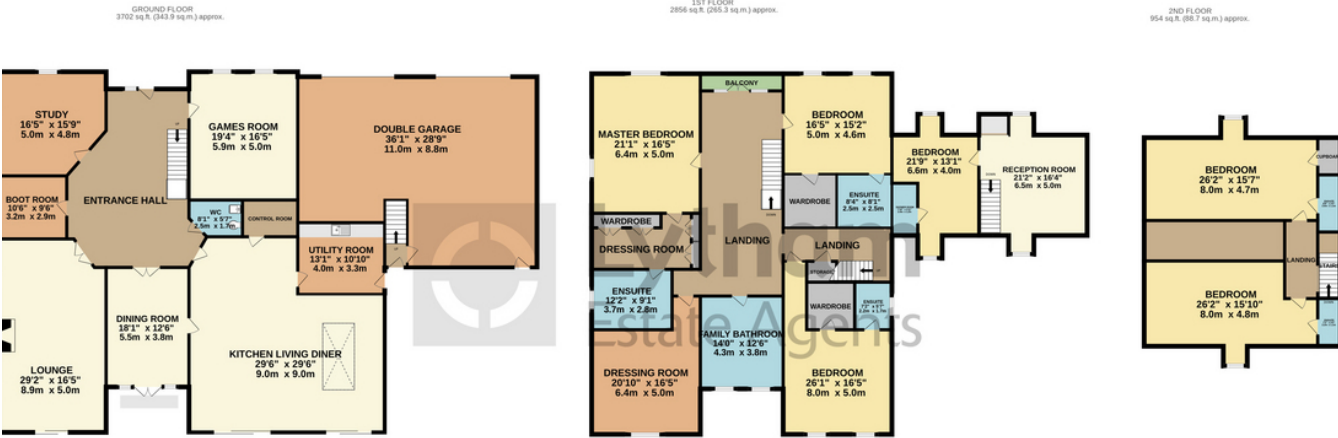 GROUND FLOOR
3702 sq.ft. (343.9 sq.m.) approx.
STUDY
16'5" x 15'9"
5.0m x 4.8m
GAMES ROOM
19'4" x 16'5"
5.9m x 5.0m
DOUBLE GARAGE
36'1" x 28'9"
11.0m x 8.8m
UP
BOOT ROOM
10'6" x 9'6"
3.2m x 2.9m
ENTRANCE HALL
WC
8'1" x 5'7"
2.5m x 1.7m
CONTROL ROOM
UTILITY ROOM
13'1" x 10'10"
4.0m x 3.3m
UP
DINING ROOM
18'1" x 12'6"
5.5m x 3.8m
KITCHEN LIVING DINER
29'6" x 29'6"
9.0m x 9.0m
LOUNGE
29'2" x 16'5"
8.9m x 5.0m
1ST FLOOR
2856 sq.ft. (265.3 sq.m.) approx.
BALCONY
MASTER BEDROOM
21'1" x 16'5"
6.4m x 5.0m
BEDROOM
16'5" x 15'2"
5.0m x 4.6m
BEDROOM
21'9" x 13'1"
6.6m x 4.0m
RECEPTION ROOM
21'2" x 16'4"
6.5m x 5.0m
DOWN
WARDROBE
ENSUITE
8'4" x 8'1"
2.5m x 2.5m
DOWN
WARDROBE
DRESSING ROOM
LANDING
LANDING
STORAGE
UP
ENSUITE
12'2" x 9'1"
3.7m x 2.8m
WARDROBE
ENSUITE
FAMILY BATHROOM
14'0" x 12'6"
4.3m x 3.8m
DRESSING ROOM
20'10" x 16'5"
6.4m x 5.0m
BEDROOM
26'1" x 16'5"
8.0m x 5.0m
Lytham
Estate Agents
2ND FLOOR
954 sq.ft. (88.7 sq.m.) approx.
BEDROOM
26'2" x 15'7"
8.0m x 4.7m
CUPBOARD
LANDING
STAIRS
BEDROOM
26'2" x 15'10"
8.0m x 4.8m